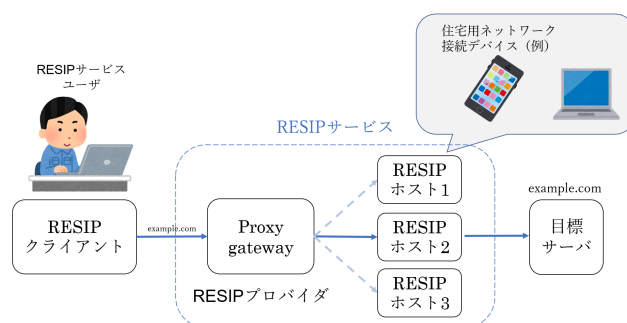 住宅用ネットワーク
接続デバイス（例）
RESIPサービス
ユーザ
RESIPサービス
RESIP
ホスト1
example.com
RESIP
クライアント
example.com
Proxy
gateway
RESIP
ホスト2
目標
サーバ
RESIPプロバイダ
RESIP
ホスト3